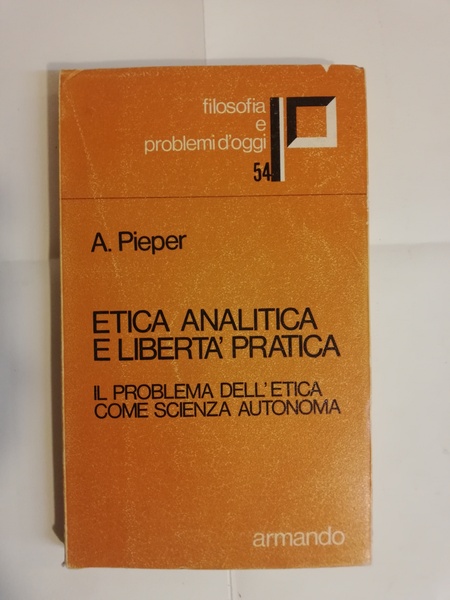 filosofia
e
problemi d'oggi
54
A. Pieper
ETICA ANALITICA
E LIBERTA' PRATICA
IL PROBLEMA DELL'ETICA
COME SCIENZA AUTONOMA
armando